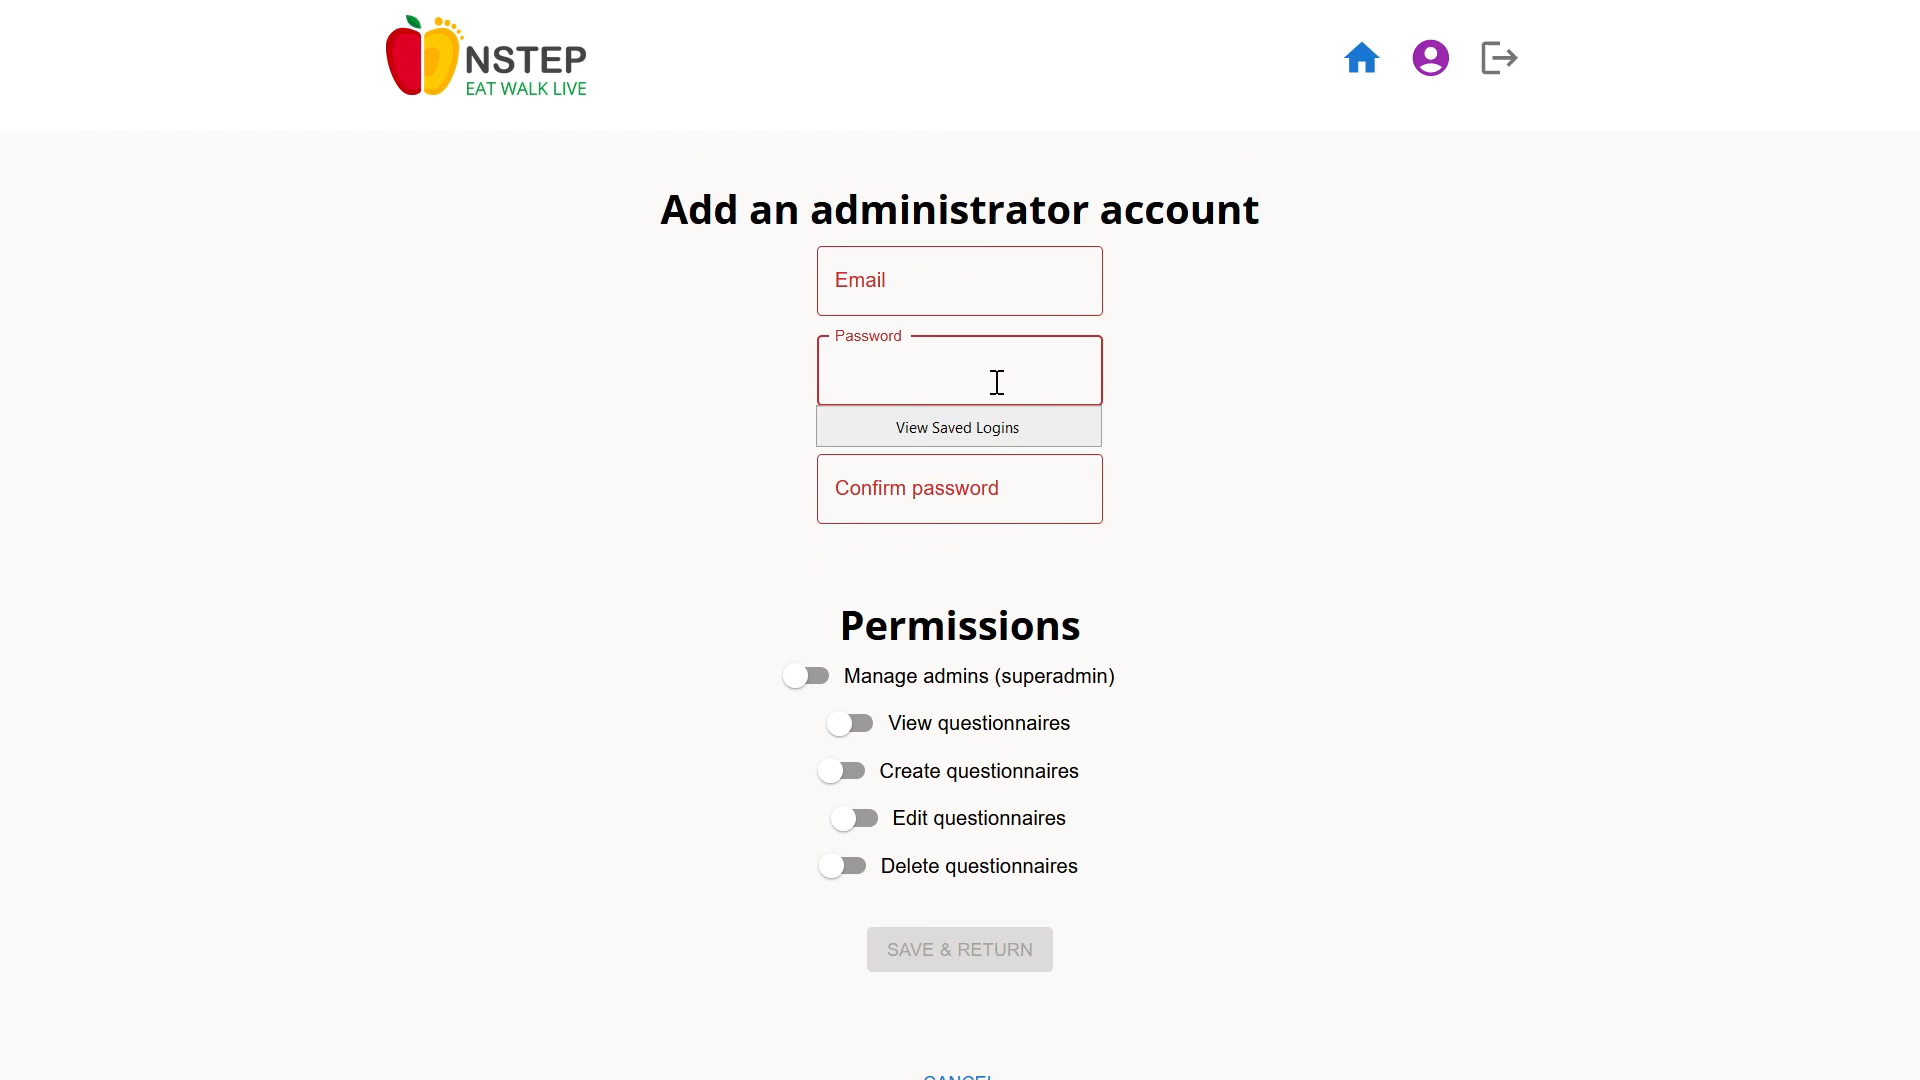 NSTEP
EAT WALK LIVE
Add an administrator account
Email
Password
View Saved Logins
Confirm password
Permissions
Manage admins (superadmin)
View questionnaires
Create questionnaires
Edit questionnaires
Delete questionnaires
SAVE & RETURN
CANCEL